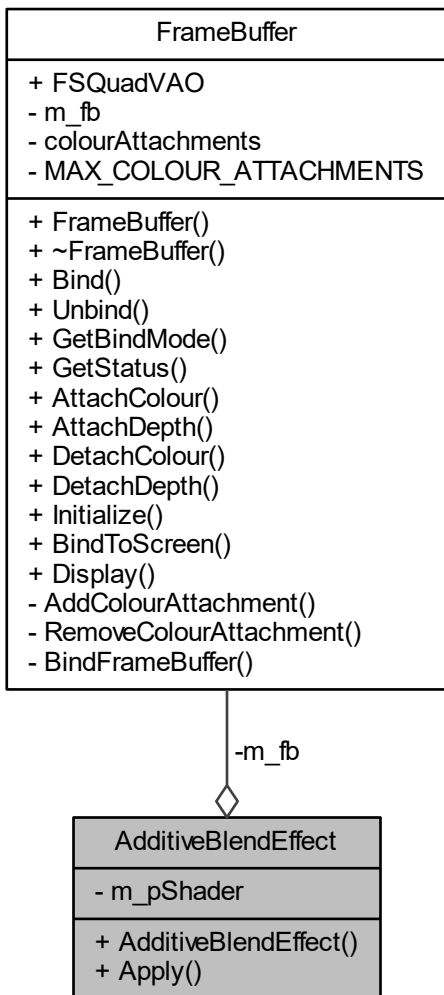 FrameBuffer
+ FSQuadVAO
- m_fb
- colourAttachments
- MAX_COLOUR_ATTACHMENTS
+ FrameBuffer()
+ ~FrameBuffer()
+ Bind()
+ Unbind()
+ GetBindMode()
+ GetStatus()
+ AttachColour()
+ AttachDepth()
+ DetachColour()
+ DetachDepth()
+ Initialize()
+ BindToScreen()
+ Display()
- AddColourAttachment()
- RemoveColourAttachment()
- BindFrameBuffer()
-m_fb
AdditiveBlendEffect
- m_pShader
+ AdditiveBlendEffect()
+ Apply()